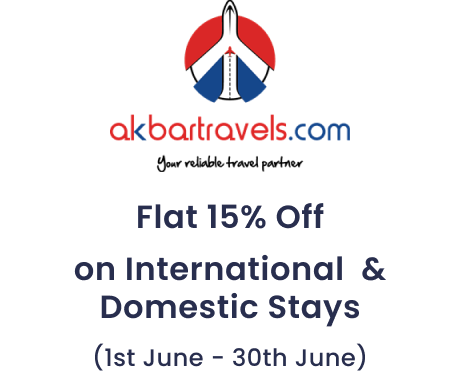 akbartravels.com
Your reliable travel partner
Flat 15% Off
on International &
Domestic Stays
(1st June - 30th June)